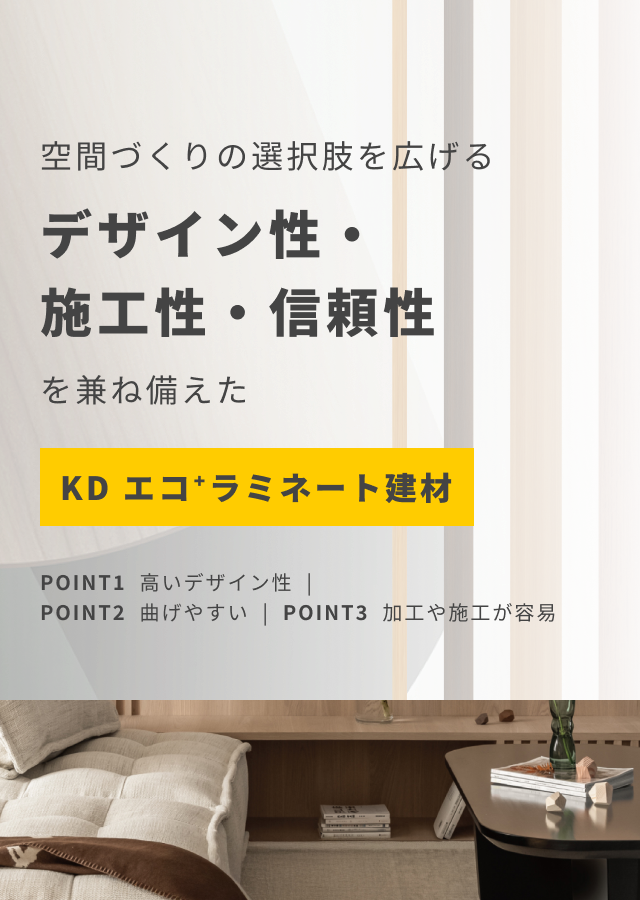 空間づくりの選択肢を広げる
デザイン性・
施工性・信頼性
を兼ね備えた
KD エコ⁺ラミネート建材
POINT1 高いデザイン性 |
POINT2 曲げやすい | POINT3 加工や施工が容易